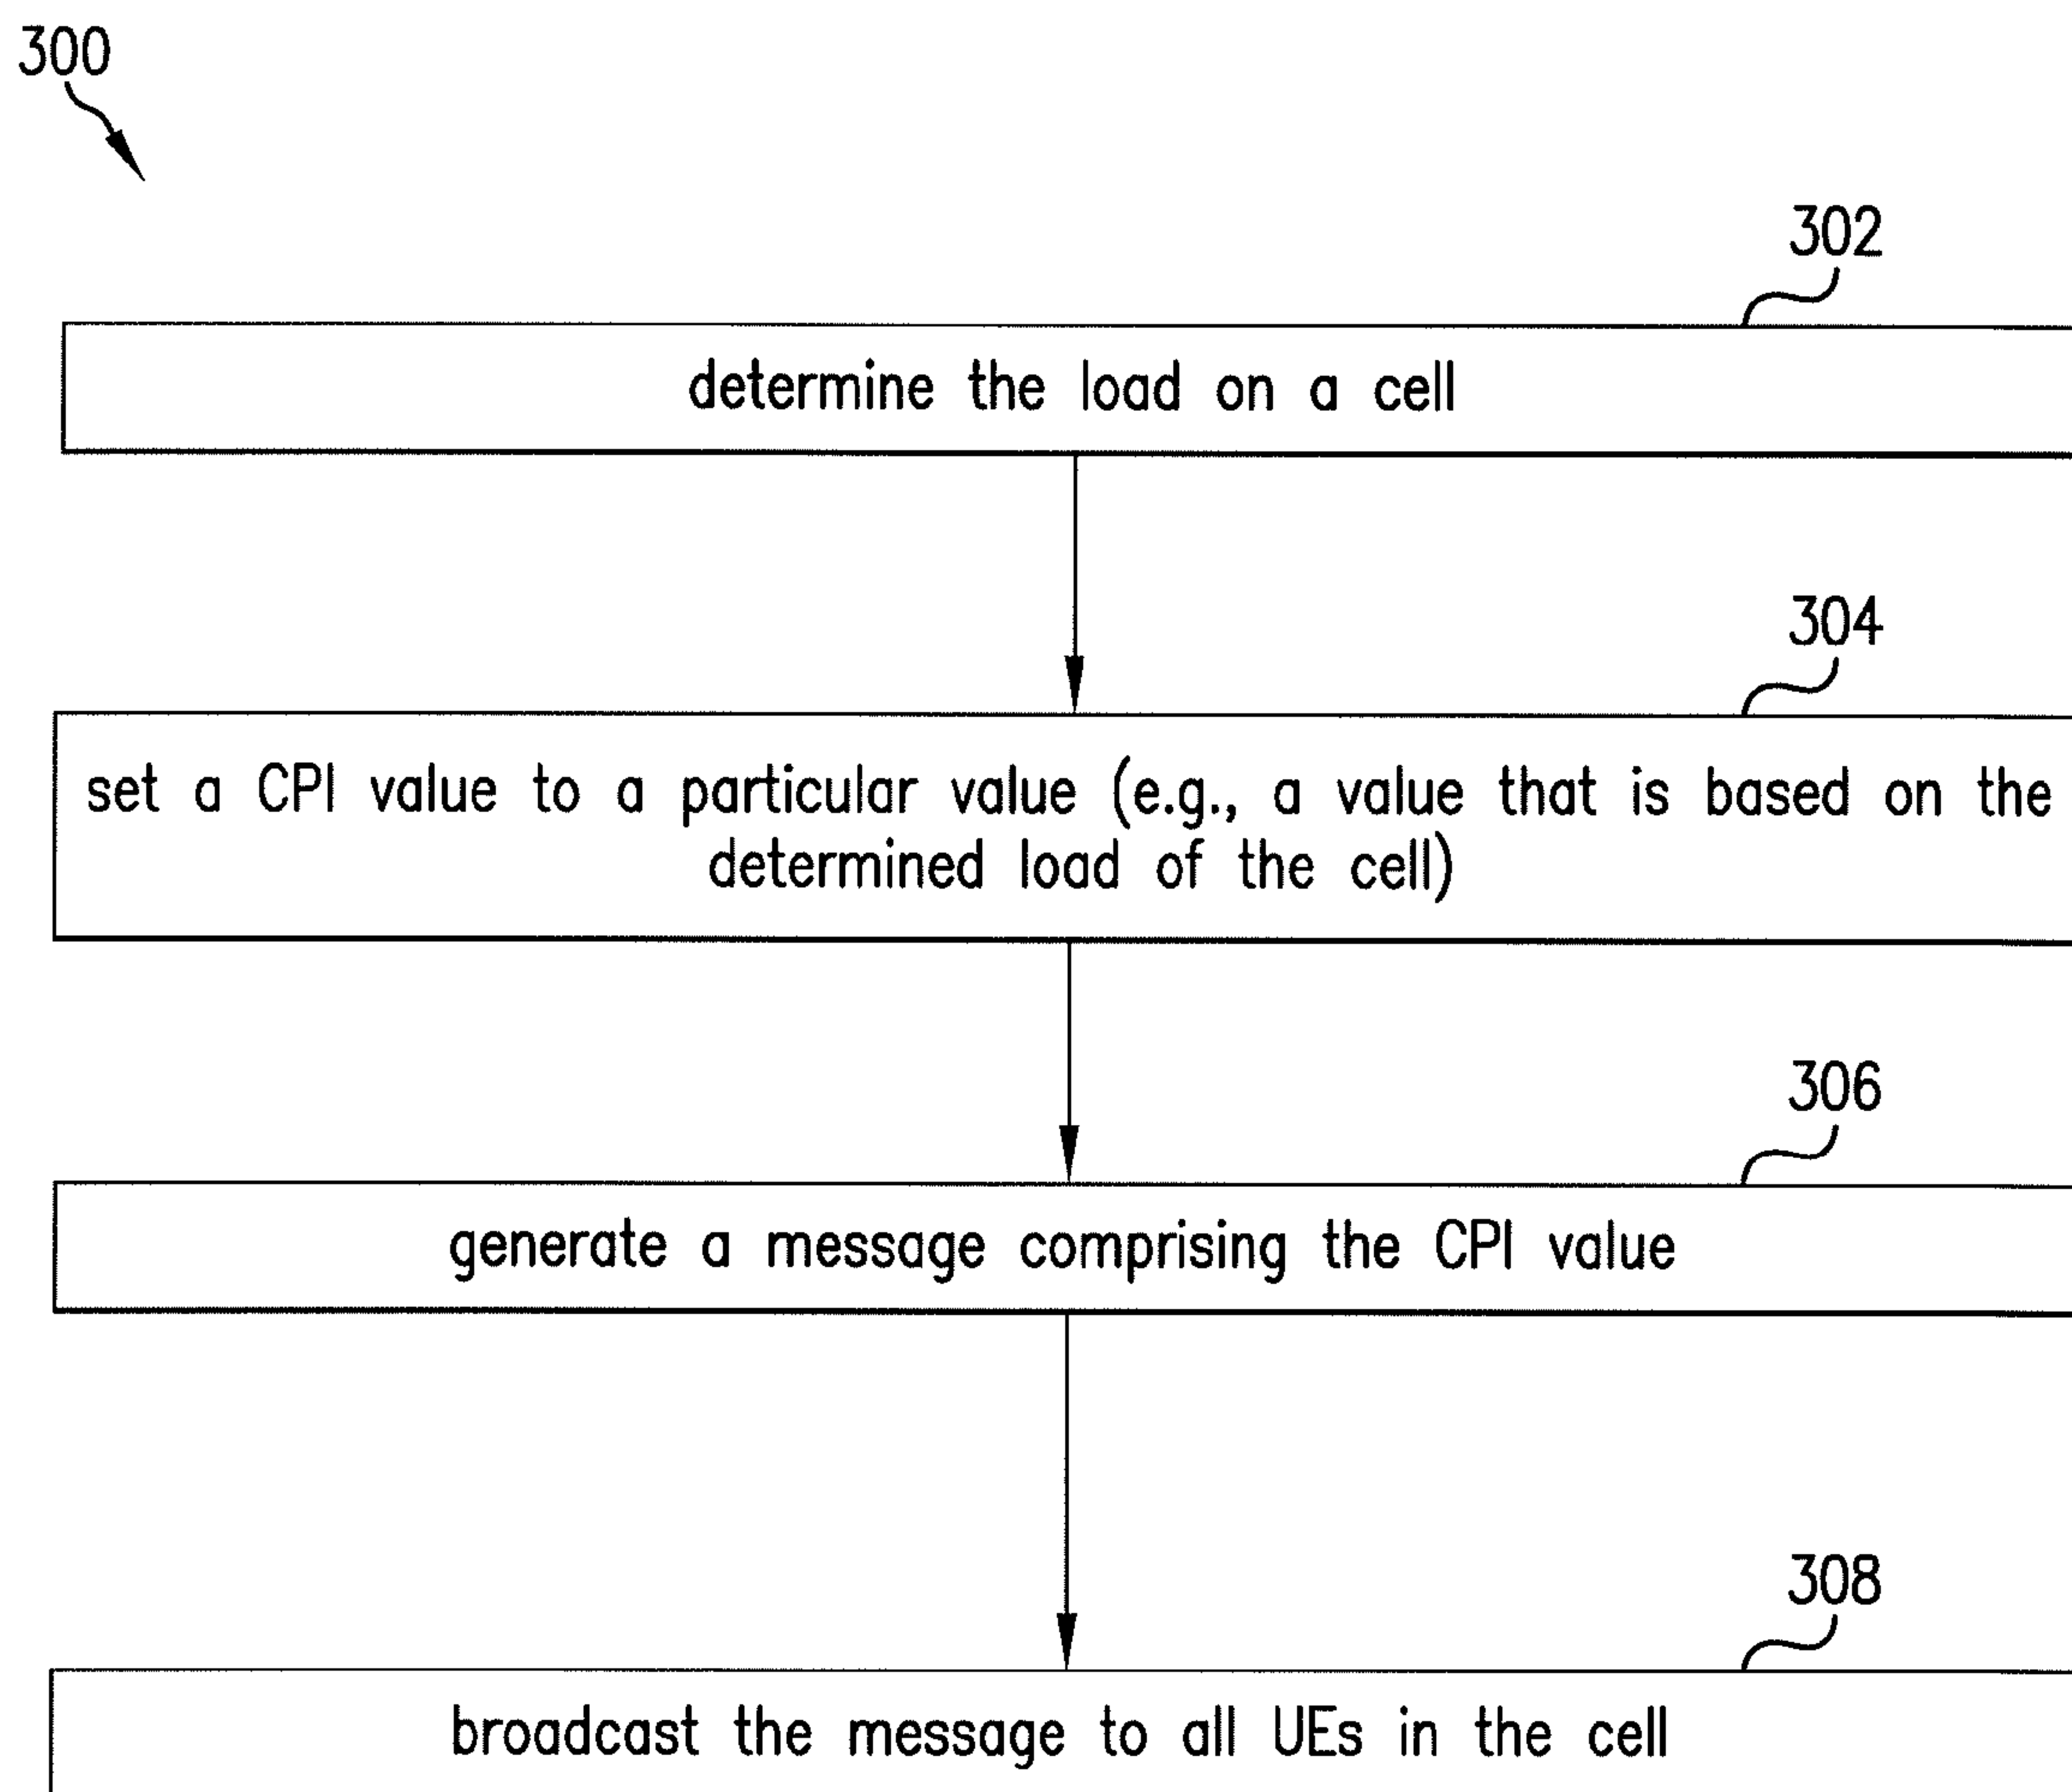 300
302
determine the load on a cell
304
set a CPI value to a particular value (e.g., a value that is based on the
determined load of the cell)
306
generate a message comprising the CPI value
308
broadcast the message to all UEs in the cell